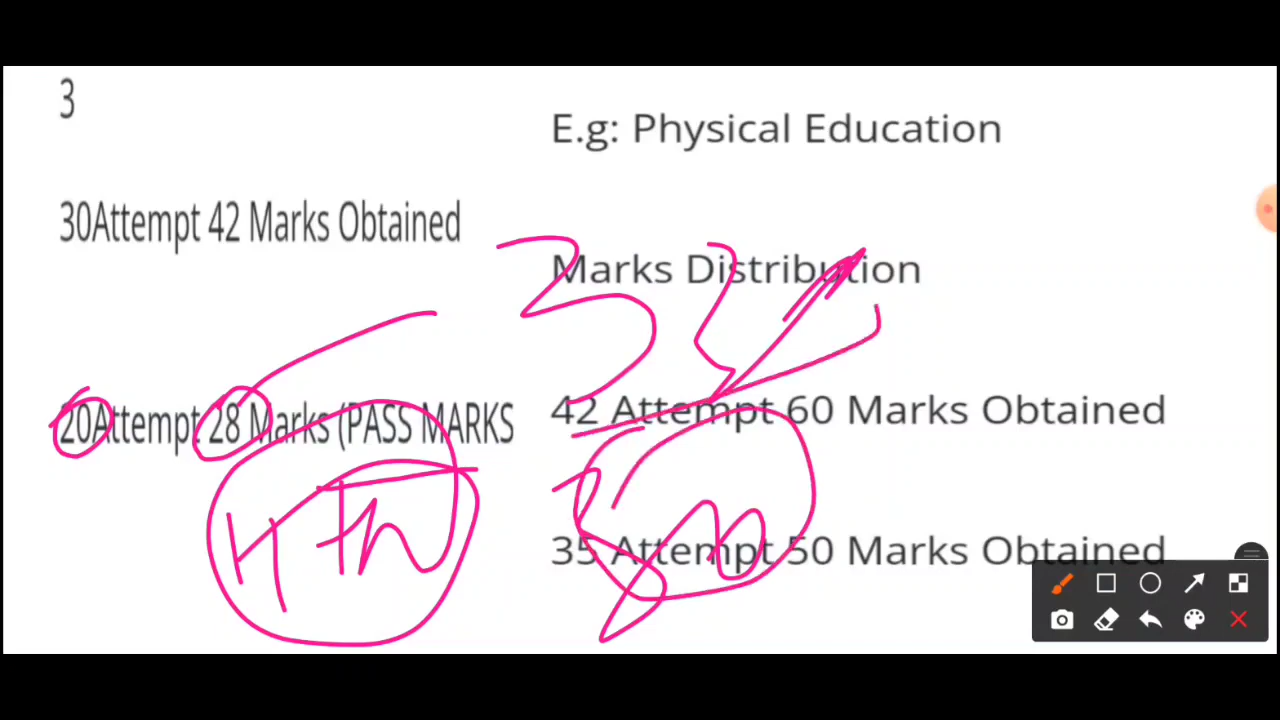 3
30Attempt 42 Marks Obtained
20Attempt 28 Marks (PASS MARKS
E.g: Physical Education
Marks Distribution
42 Attempt 60 Marks Obtained
35 Attempt 50 Marks Obtained